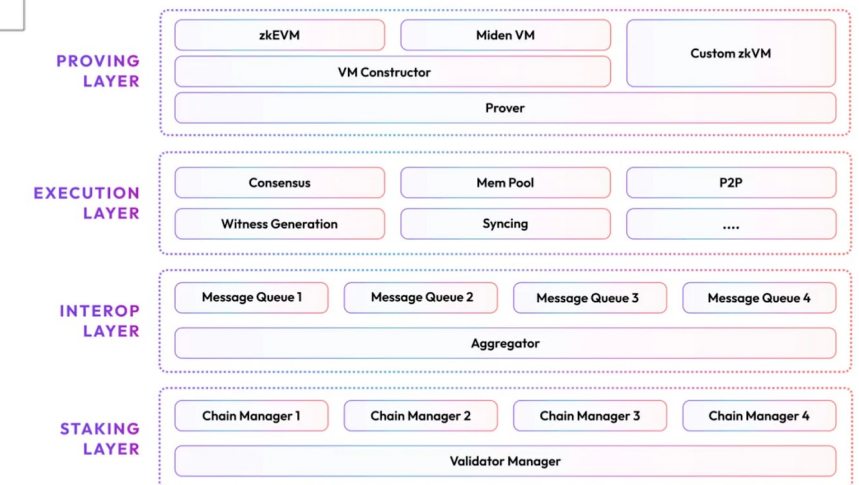 PROVING
LAYER
zkEVM
Miden VM
Custom zkVM
VM Constructor
Prover
EXECUTION
LAYER
Consensus
Mem Pool
P2P
Witness Generation
Syncing
....
INTEROP
LAYER
Message Queue 1
Message Queue 2
Message Queue 3
Message Queue 4
Aggregator
STAKING
LAYER
Chain Manager 1
Chain Manager 2
Chain Manager 3
Chain Manager 4
Validator Manager